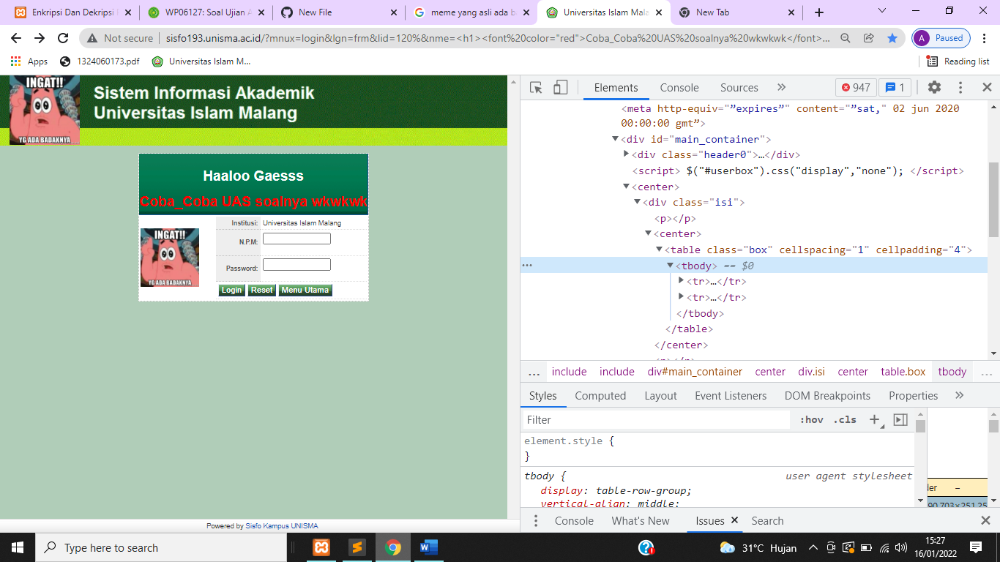 Enkripsi Dan Dekripsi
WP06127: Soal Ujian A
New File
meme yang asli ada b
Universitas Islam Mala
New Tab
Not secure
sisfo193.unisma.ac.id/?mnux=login&lgn=frm&lid=120%&nme=<h1><font%20color="red">Coba_Coba%20UAS%20soalnya%20wkwkwk</font>...
A Paused
Apps
1324060173.pdf
Universitas Islam M...
Reading list
INGAT!!
YG ADA BADAKNYA
Sistem Informasi Akademik
Universitas Islam Malang
Haaloo Gaesss
Coba_Coba UAS soalnya wkwkwk
INGAT!!
YG ADA BADAKNYA
Institusi: Universitas Islam Malang
N.P.M:
Password:
Login Reset Menu Utama
Powered by Sisfo Kampus UNISMA
Elements Console Sources
947
1
<meta http-equiv="”expires”" content="”sat," 02 jun 2020
00:00:00 gmt”>
<div id="main_container">
<div class="header0">…</div>
<script> $("#userbox").css("display","none"); </script>
<center>
<div class="isi">
<p></p>
<center>
<table class="box" cellspacing="1" cellpadding="4">
<tbody> == $0
<tr>…</tr>
<tr>…</tr>
</tbody>
</table>
</center>
<p></p>
... include include div#main_container center div.isi center table.box tbody ...
Styles Computed Layout Event Listeners DOM Breakpoints Properties
Filter
:hov .cls
element.style {
}
tbody { user agent stylesheet
display: table-row-group;
vertical-align: middle;
–
Console What's New Issues Search
Type here to search
31°C Hujan
15:27
16/01/2022